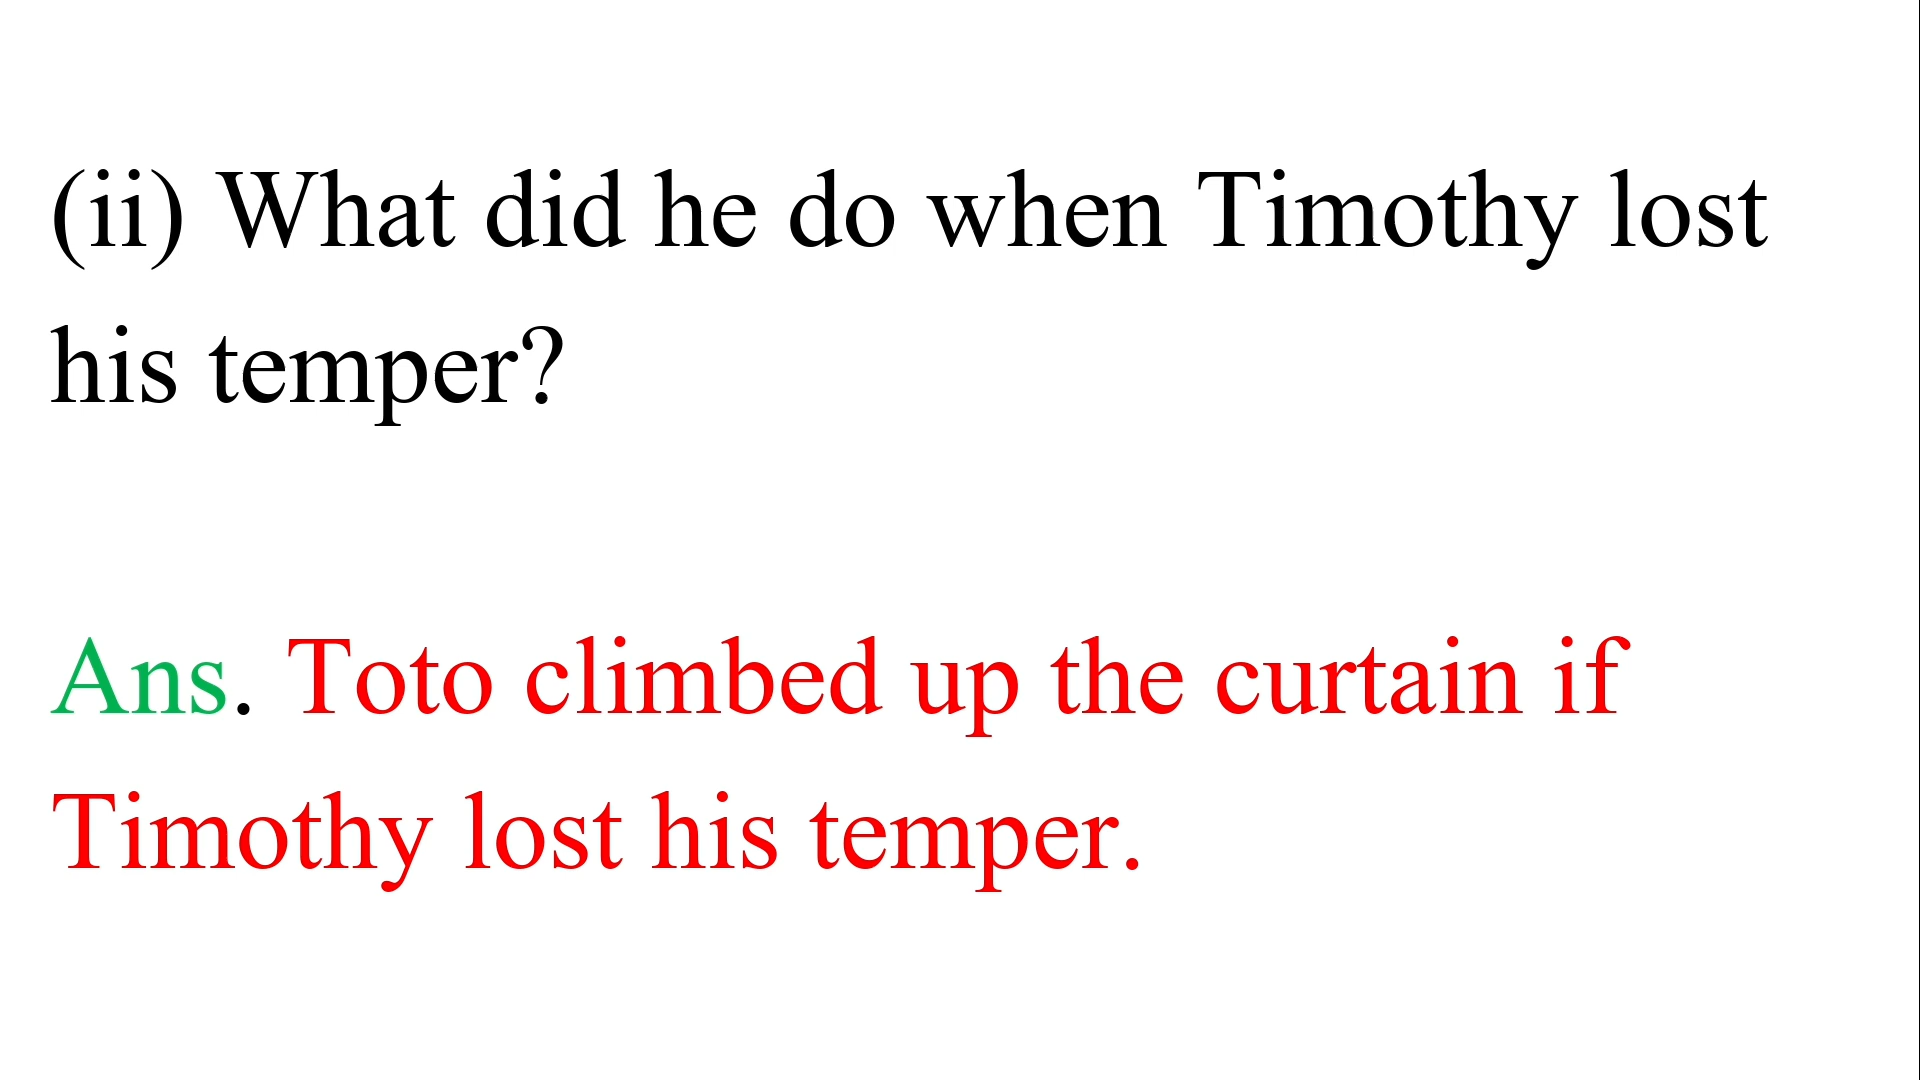 (ii) What did he do when Timothy lost
his temper?
Ans. Toto climbed up the curtain if
Timothy lost his temper.